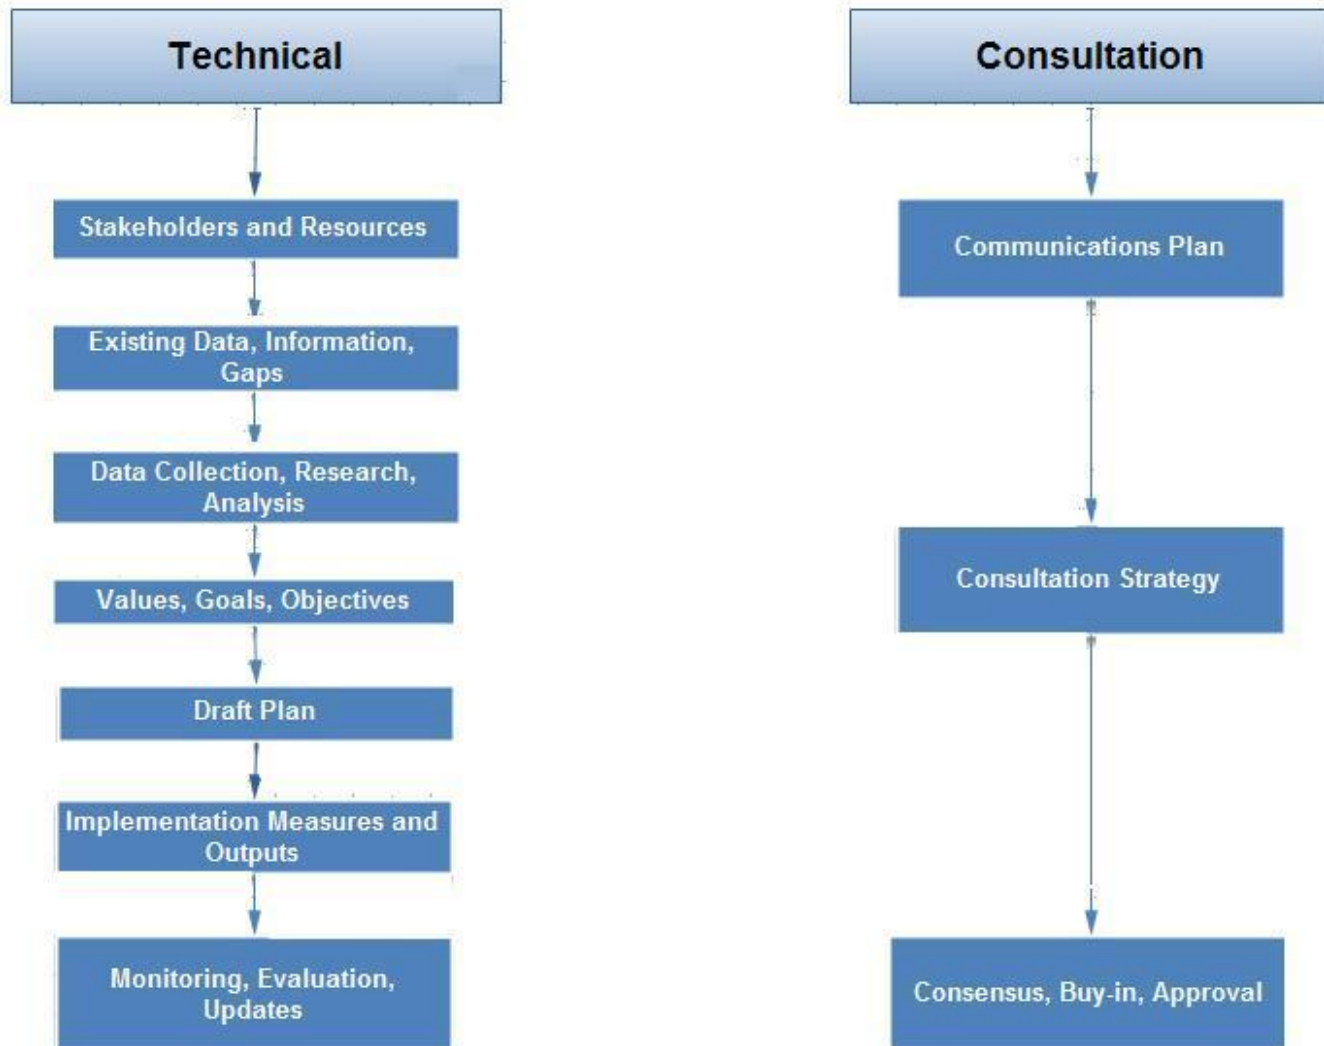 Technical
Stakeholders and Resources
Existing Data, Information,
Gaps
Data Collection, Research,
Analysis
Values, Goals, Objectives
Draft Plan
Implementation Measures and
Outputs
Monitoring, Evaluation,
Updates
Consultation
Communications Plan
Consultation Strategy
Consensus, Buy-in, Approval